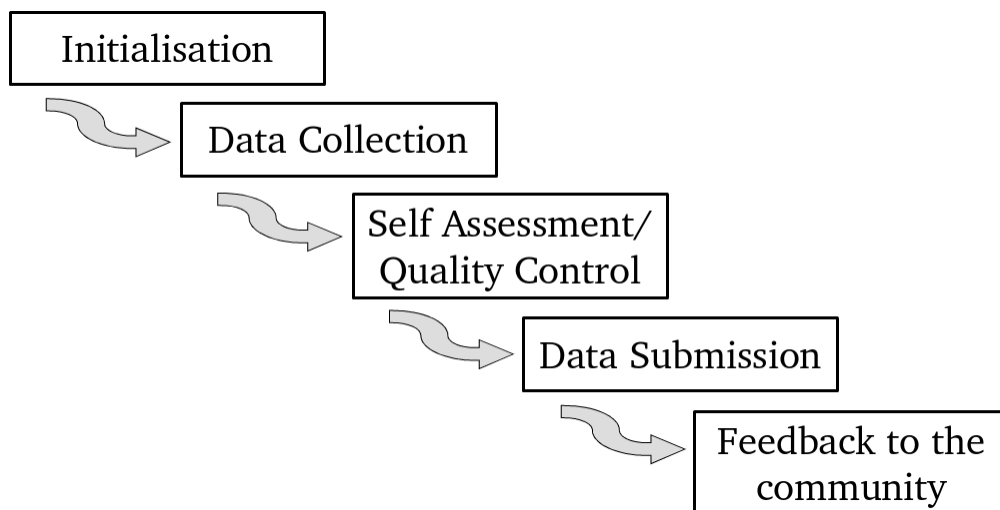 Initialisation
Data Collection
Self Assessment/
Quality Control
Data Submission
Feedback to the
community